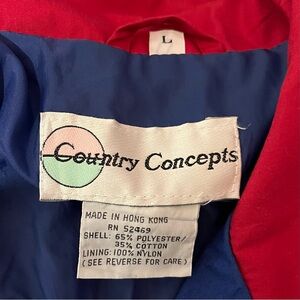 L
Country Concepts
MADE IN HONG KONG
RN 52469
SHELL: 65% POLYESTER/
35% COTTON
LINING: 100% NYLON
(SEE REVERSE FOR CARE)